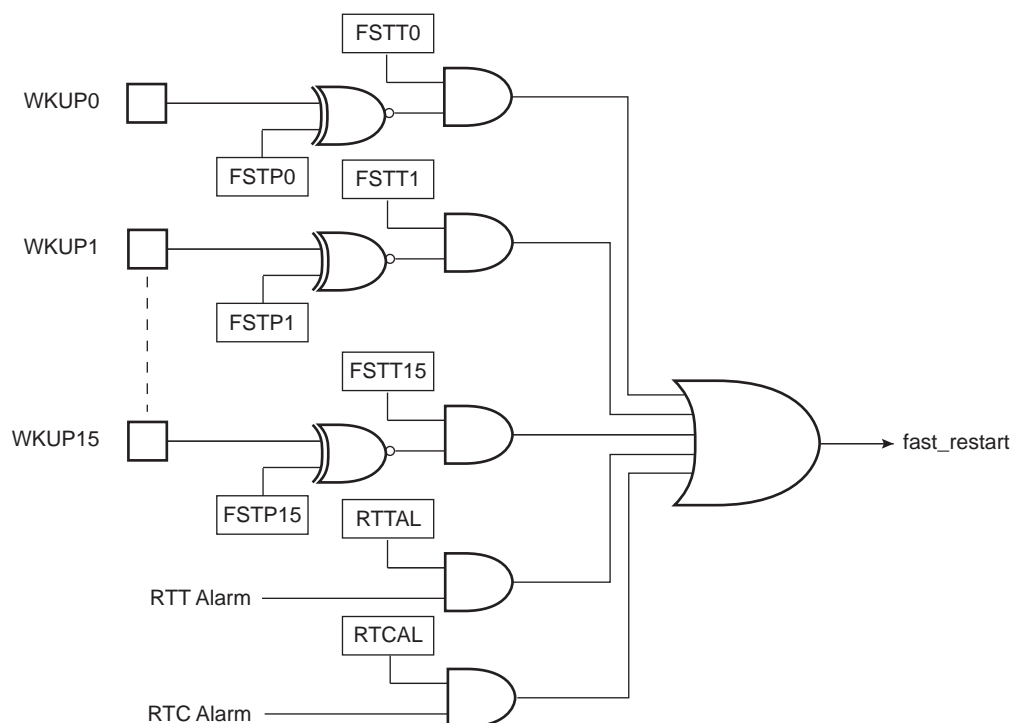 FSTT0
WKUP0
FSTP0
FSTT1
WKUP1
FSTP1
FSTT15
WKUP15
fast_restart
FSTP15
RTTAL
RTT Alarm
RTCAL
RTC Alarm